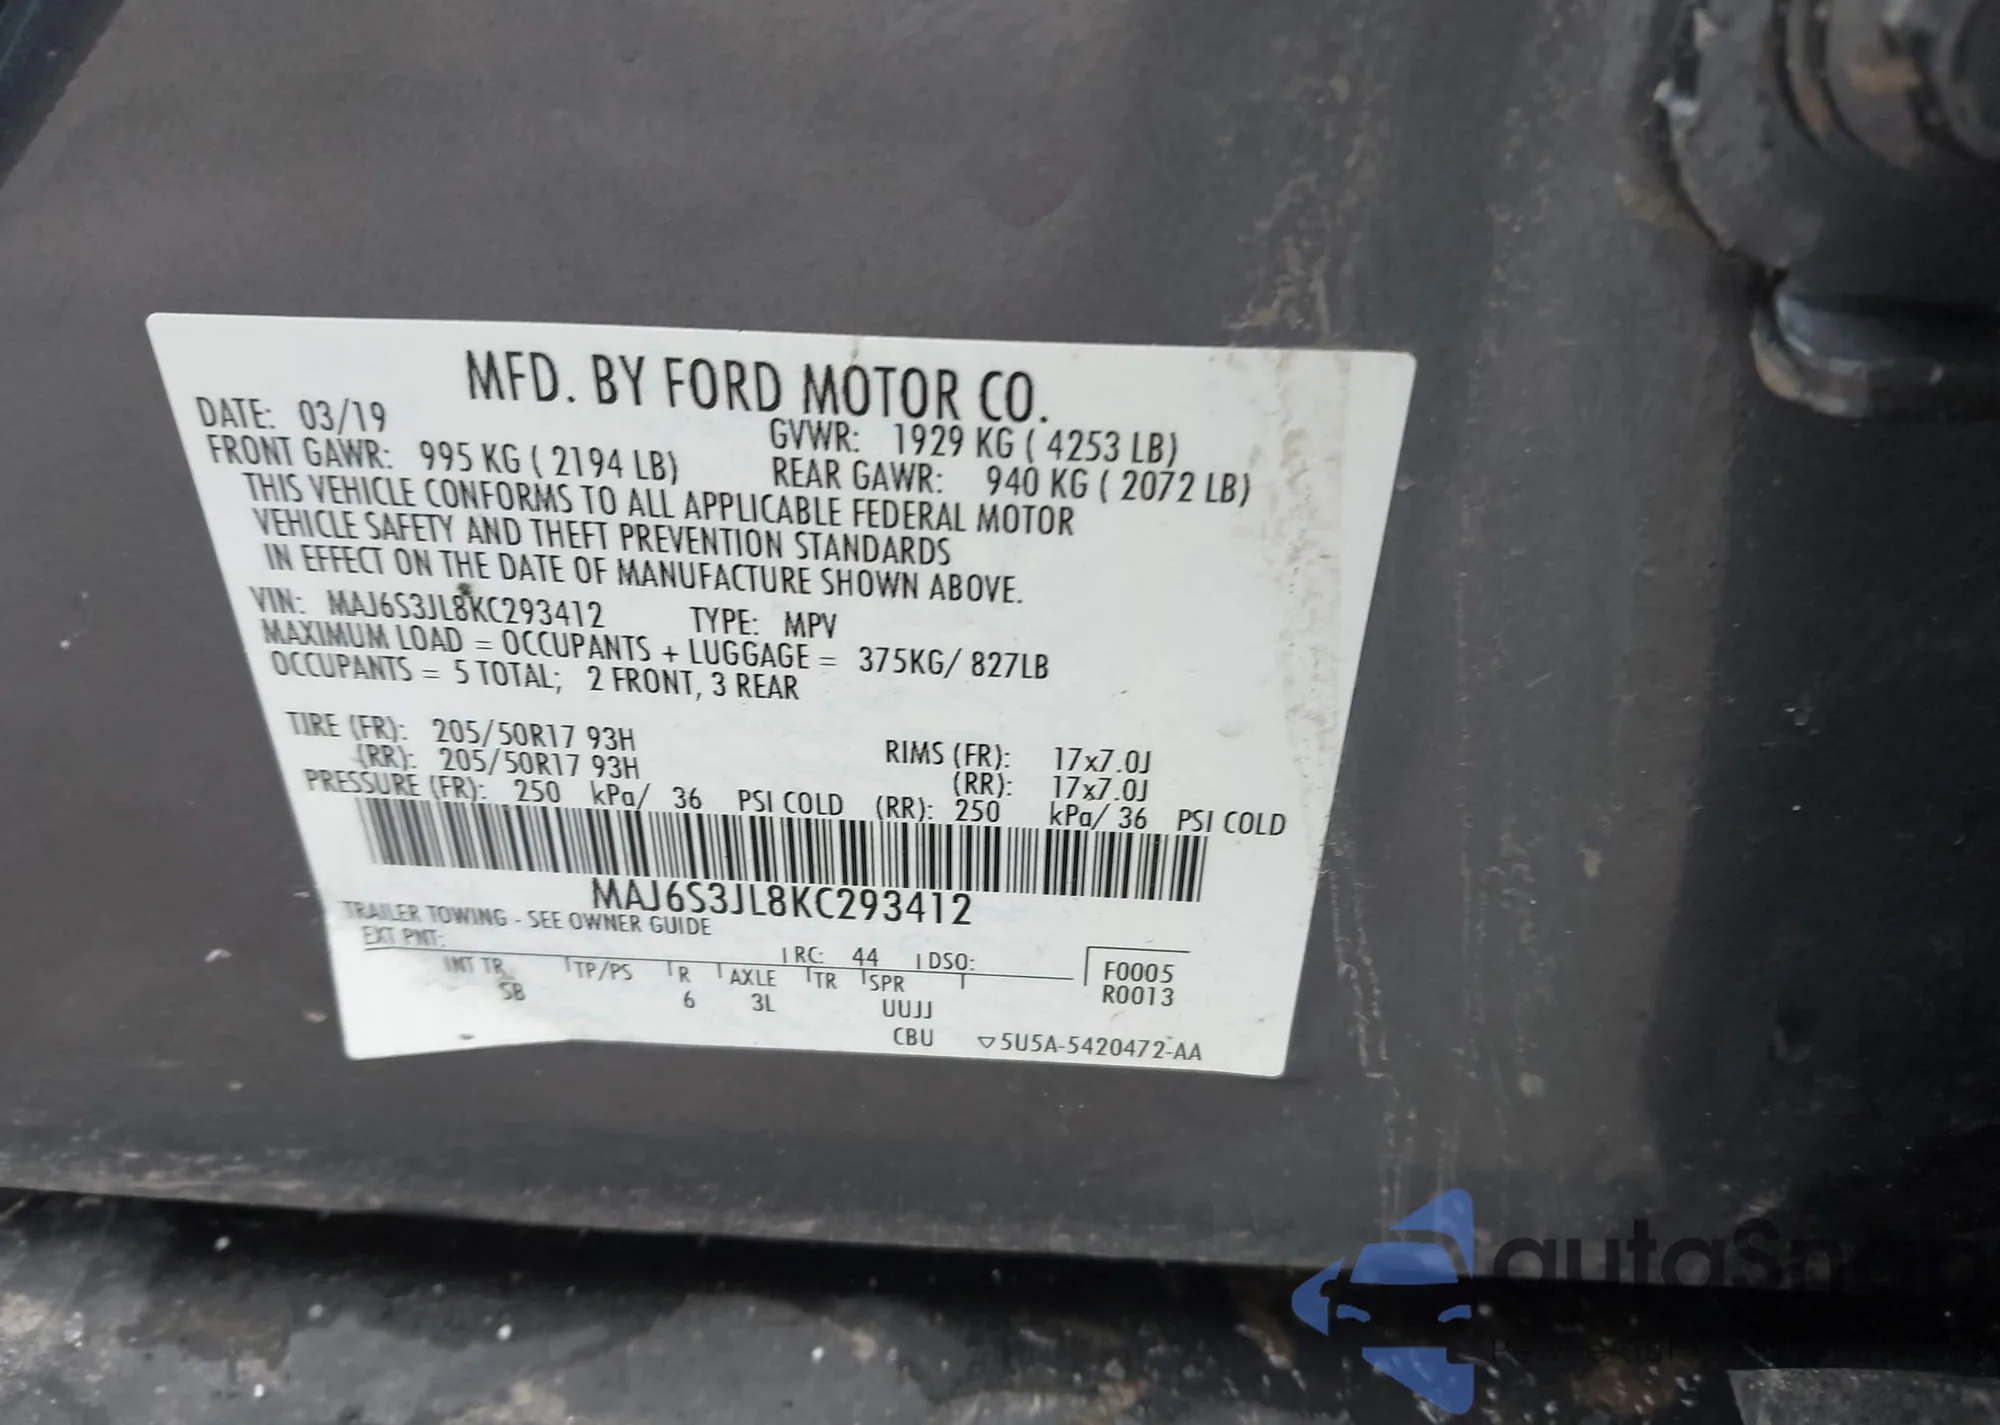 MFD. BY FORD MOTOR CO.
DATE: 03/19 GVWR: 1929 KG ( 4253 LB)
FRONT GAWR: 995 KG ( 2194 LB) REAR GAWR: 940 KG ( 2072 LB)
THIS VEHICLE CONFORMS TO ALL APPLICABLE FEDERAL MOTOR
VEHICLE SAFETY AND THEFT PREVENTION STANDARDS
IN EFFECT ON THE DATE OF MANUFACTURE SHOWN ABOVE.
VIN: MAJ6S3JL8KC293412 TYPE: MPV
MAXIMUM LOAD = OCCUPANTS + LUGGAGE = 375KG/ 827LB
OCCUPANTS = 5 TOTAL; 2 FRONT, 3 REAR
TIRE (FR): 205/50R17 93H RIMS (FR): 17x7.0J
(RR): 205/50R17 93H (RR): 17x7.0J
PRESSURE (FR): 250 kPa/ 36 PSI COLD (RR): 250 kPa/ 36 PSI COLD
MAJ6S3JL8KC293412
TRAILER TOWING - SEE OWNER GUIDE
EXT PNT: RC: 44 DSO:
INT TR TP/PS R AXLE TR SPR
SB 6 3L UUJJ
F0005
R0013
CBU ▽5U5A-5420472-AA
autaSnap